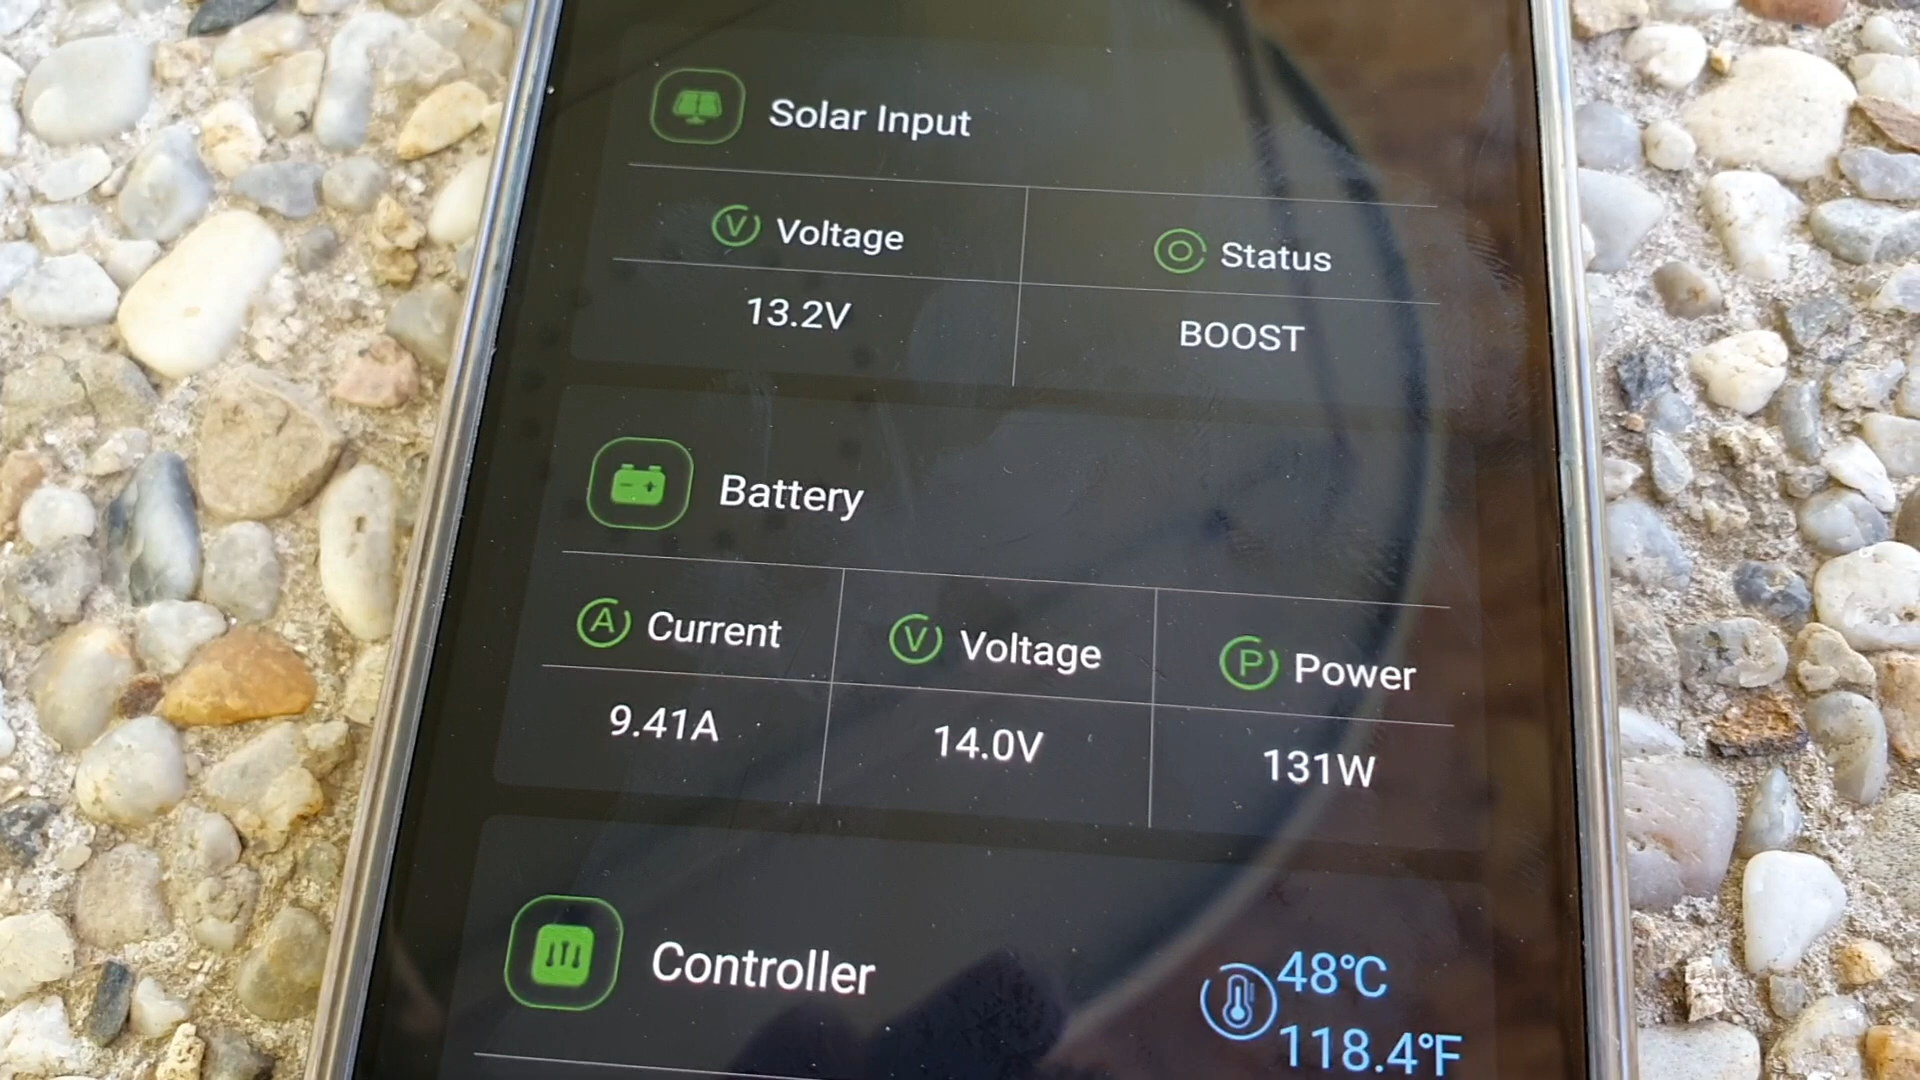 Solar Input
Voltage Status
13.2V BOOST
Battery
Current Voltage Power
9.41A 14.0V 131W
Controller 48°C
118.4°F